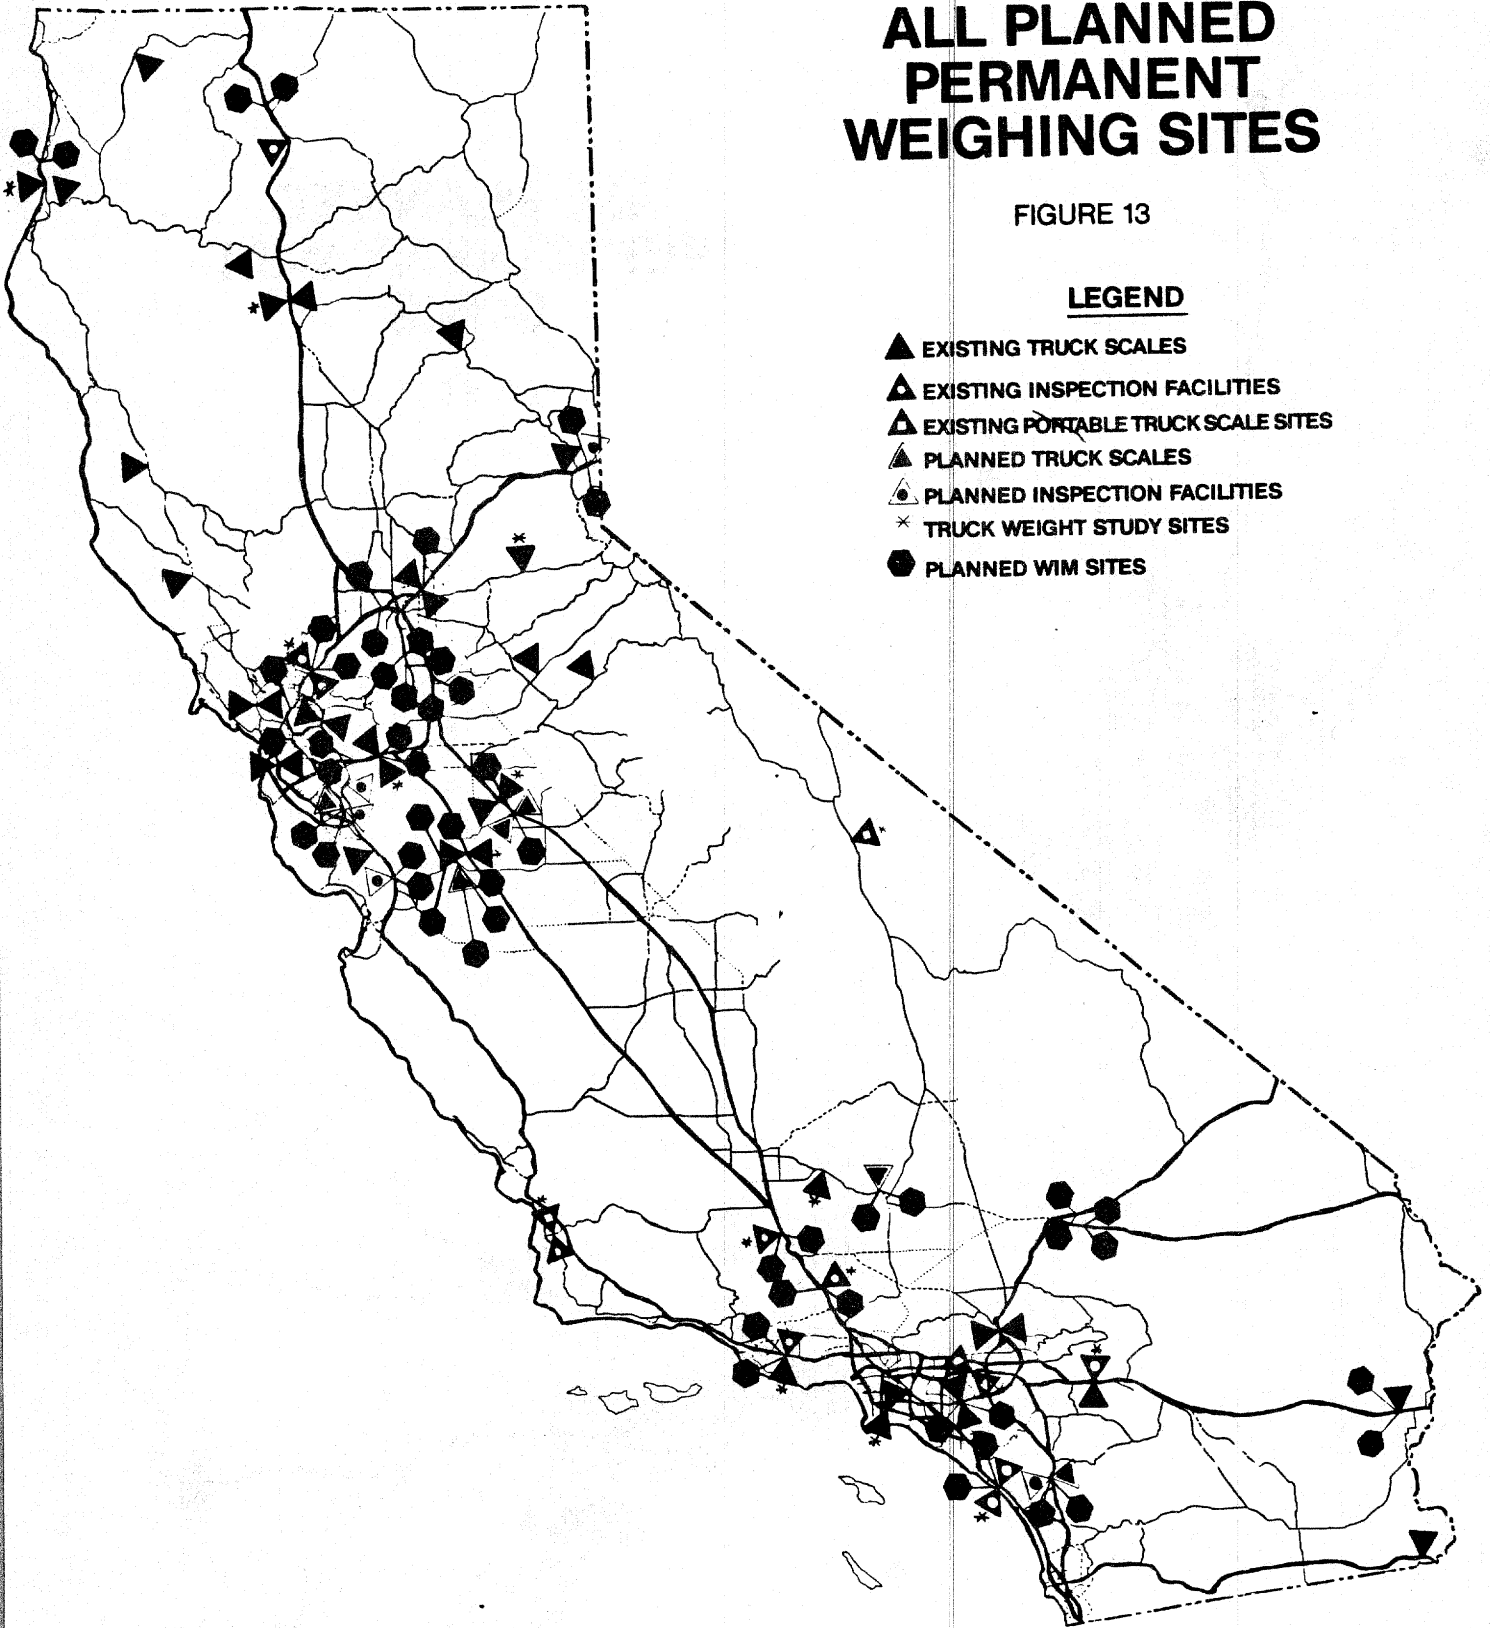 ALL PLANNED
PERMANENT
WEIGHING SITES
FIGURE 13
LEGEND
EXISTING TRUCK SCALES
EXISTING INSPECTION FACILITIES
EXISTING PORTABLE TRUCK SCALE SITES
PLANNED TRUCK SCALES
PLANNED INSPECTION FACILITIES
* TRUCK WEIGHT STUDY SITES
PLANNED WIM SITES